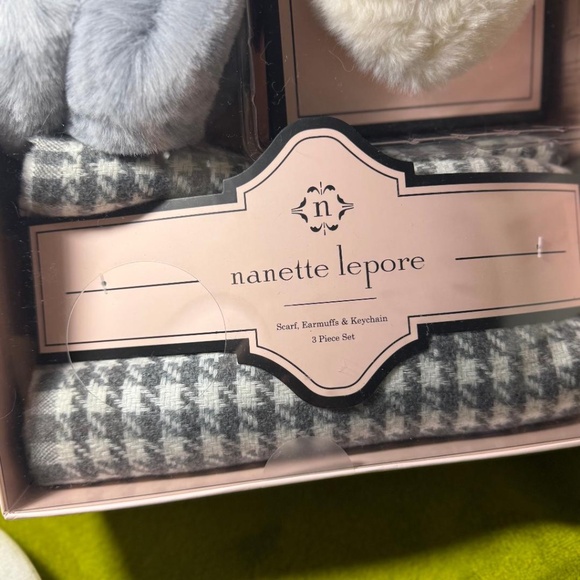 n
nanette lepore
Scarf, Earmuffs & Keychain
3 Piece Set